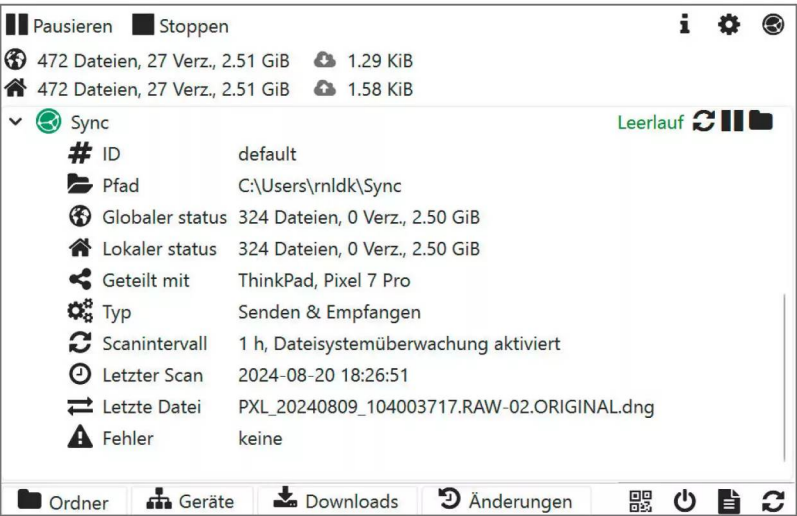 Pausieren Stoppen
472 Dateien, 27 Verz., 2.51 GiB 1.29 KiB
472 Dateien, 27 Verz., 2.51 GiB 1.58 KiB
Sync Leerlauf
ID default
Pfad C:\Users\rnldk\Sync
Globaler status 324 Dateien, 0 Verz., 2.50 GiB
Lokaler status 324 Dateien, 0 Verz., 2.50 GiB
Geteilt mit ThinkPad, Pixel 7 Pro
Typ Senden & Empfangen
Scanintervall 1 h, Dateisystemüberwachung aktiviert
Letzter Scan 2024-08-20 18:26:51
Letzte Datei PXL_20240809_104003717.RAW-02.ORIGINAL.dng
Fehler keine
Ordner Geräte Downloads Änderungen